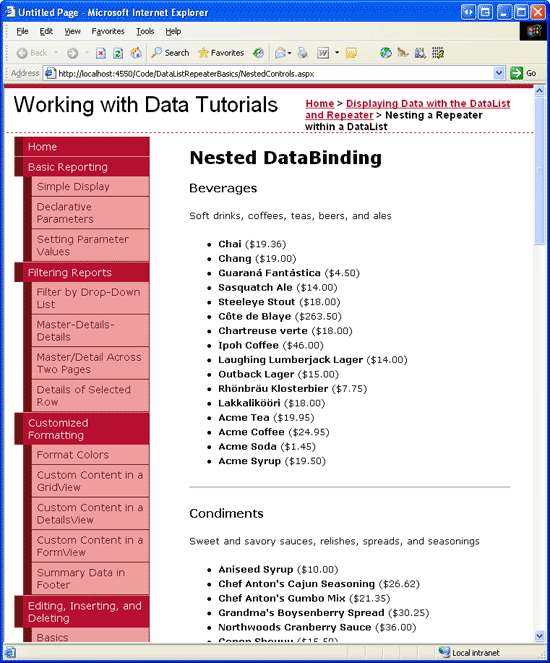 Untitled Page - Microsoft Internet Explorer
File Edit View Favorites Tools Help
Back Search Favorites
Address http://localhost:4550/Code/DataListRepeaterBasics/NestedControls.aspx Go
Working with Data Tutorials
Home > Displaying Data with the DataList
and Repeater > Nesting a Repeater
within a DataList
Home
Basic Reporting
Simple Display
Declarative
Parameters
Setting Parameter
Values
Filtering Reports
Filter by Drop-Down
List
Master-Details-
Details
Master/Detail Across
Two Pages
Details of Selected
Row
Customized
Formatting
Format Colors
Custom Content in a
GridView
Custom Content in a
DetailsView
Custom Content in a
FormView
Summary Data in
Footer
Editing, Inserting, and
Deleting
Basics
Nested DataBinding
Beverages
Soft drinks, coffees, teas, beers, and ales
Chai ($19.36)
Chang ($19.00)
Guaraná Fantástica ($4.50)
Sasquatch Ale ($14.00)
Steeleye Stout ($18.00)
Côte de Blaye ($263.50)
Chartreuse verte ($18.00)
Ipoh Coffee ($46.00)
Laughing Lumberjack Lager ($14.00)
Outback Lager ($15.00)
Rhönbräu Klosterbier ($7.75)
Lakkalikööri ($18.00)
Acme Tea ($19.95)
Acme Coffee ($24.95)
Acme Soda ($1.45)
Acme Syrup ($19.50)
Condiments
Sweet and savory sauces, relishes, spreads, and seasonings
Aniseed Syrup ($10.00)
Chef Anton's Cajun Seasoning ($26.62)
Chef Anton's Gumbo Mix ($21.35)
Grandma's Boysenberry Spread ($30.25)
Northwoods Cranberry Sauce ($36.00)
Local intranet